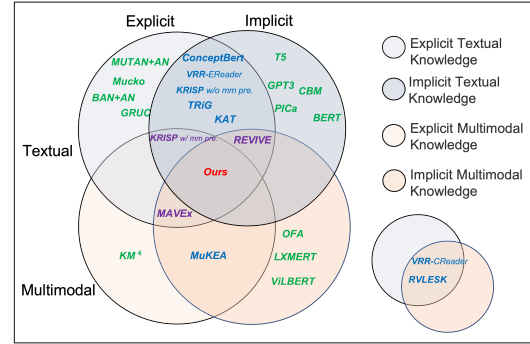 Explicit
Implicit
MUTAN+AN
Mucko
BAN+AN
GRUC
ConceptBert
VRR-EReader
KRISP w/o mm pre.
TRiG
KAT
T5
GPT3
CBM
PICa
BERT
Textual
KRISP w/ mm pre.
REVIVE
Ours
MAVEx
KM⁴
MuKEA
OFA
LXMERT
ViLBERT
Multimodal
Explicit Textual
Knowledge
Implicit Textual
Knowledge
Explicit Multimodal
Knowledge
Implicit Multimodal
Knowledge
VRR-CReader
RVLESK